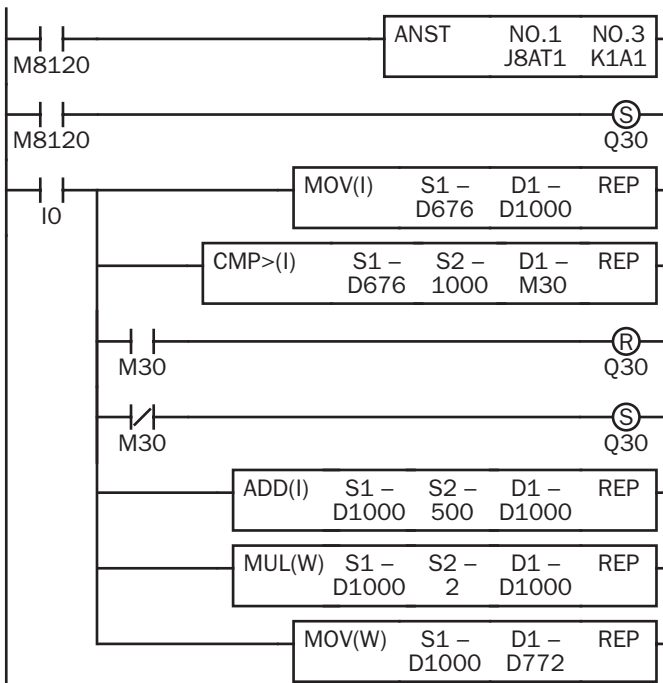 ANST NO.1 NO.3
J8AT1 K1A1
M8120
S
M8120 Q30
MOV(I) S1 – D1 – REP
D676 D1000
I0
CMP>(I) S1 – S2 – D1 – REP
D676 1000 M30
R
M30 Q30
S
M30 Q30
ADD(I) S1 – S2 – D1 – REP
D1000 500 D1000
MUL(W) S1 – S2 – D1 – REP
D1000 2 D1000
MOV(W) S1 – D1 – REP
D1000 D772